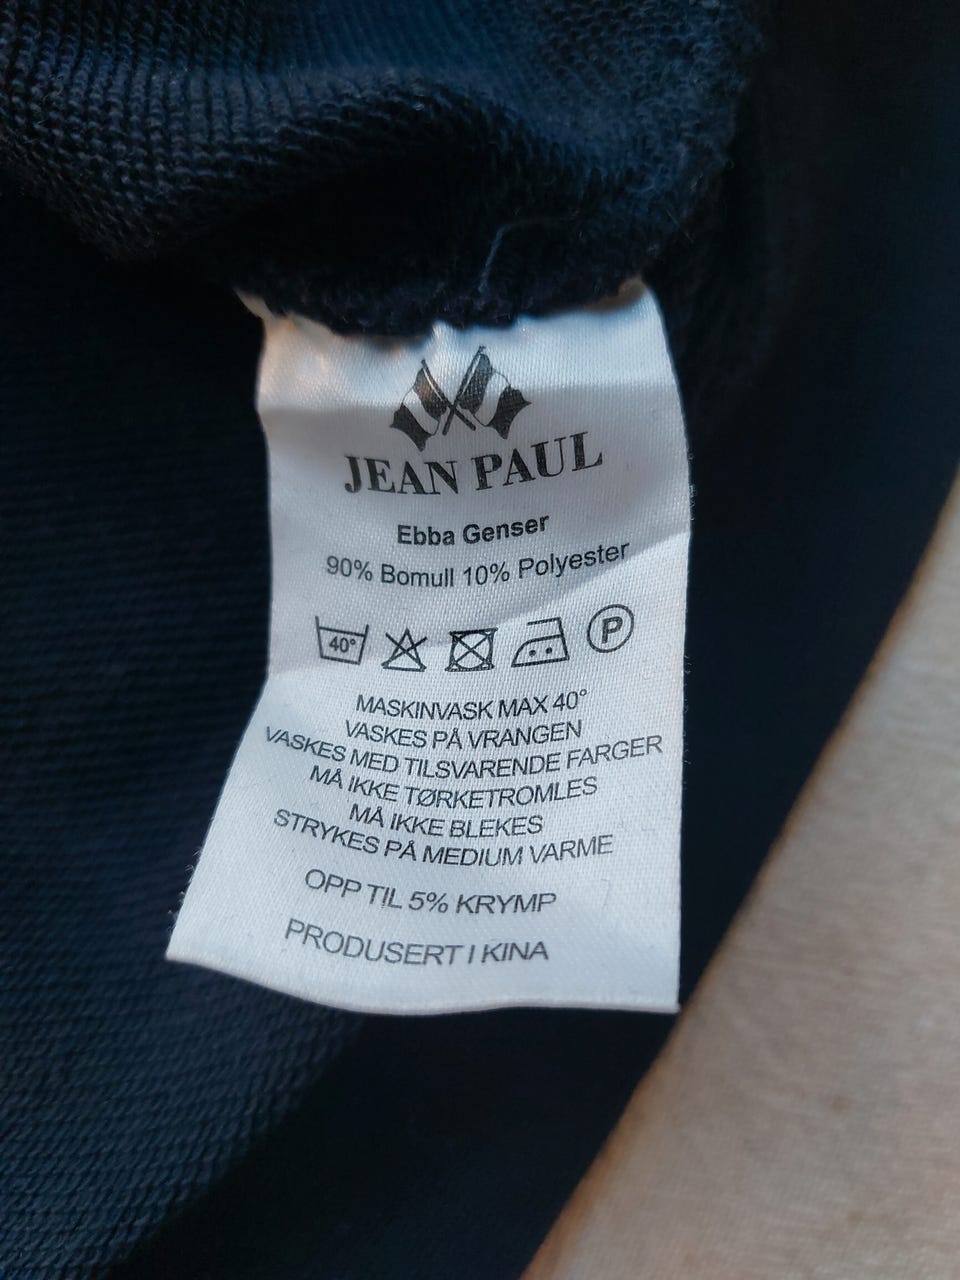 JEAN PAUL
Ebba Genser
90% Bomull 10% Polyester
40° P
MASKINVASK MAX 40°
VASKES PÅ VRANGEN
VASKES MED TILSVARENDE FARGER
MÅ IKKE TØRKETROMLES
MÅ IKKE BLEKES
STRYKES PÅ MEDIUM VARME
OPP TIL 5% KRYMP
PRODUSERT I KINA